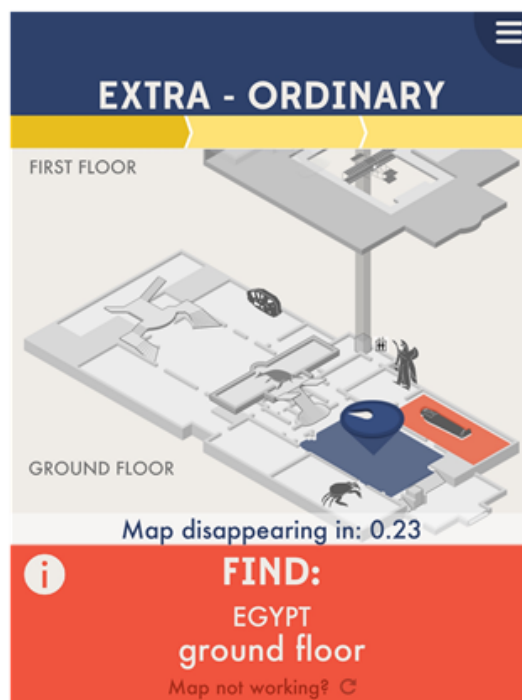 EXTRA - ORDINARY
FIRST FLOOR
GROUND FLOOR
Map disappearing in: 0.23
i
FIND:
EGYPT
ground floor
Map not working?